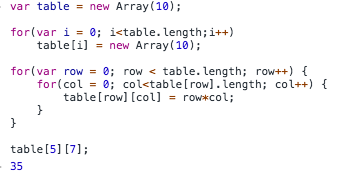 var table = new Array(10);
for(var i = 0; i<table.length;i++)
table[i] = new Array(10);
for(var row = 0; row < table.length; row++) {
for(col = 0; col<table[row].length; col++) {
table[row][col] = row*col;
}
}
table[5][7];
35